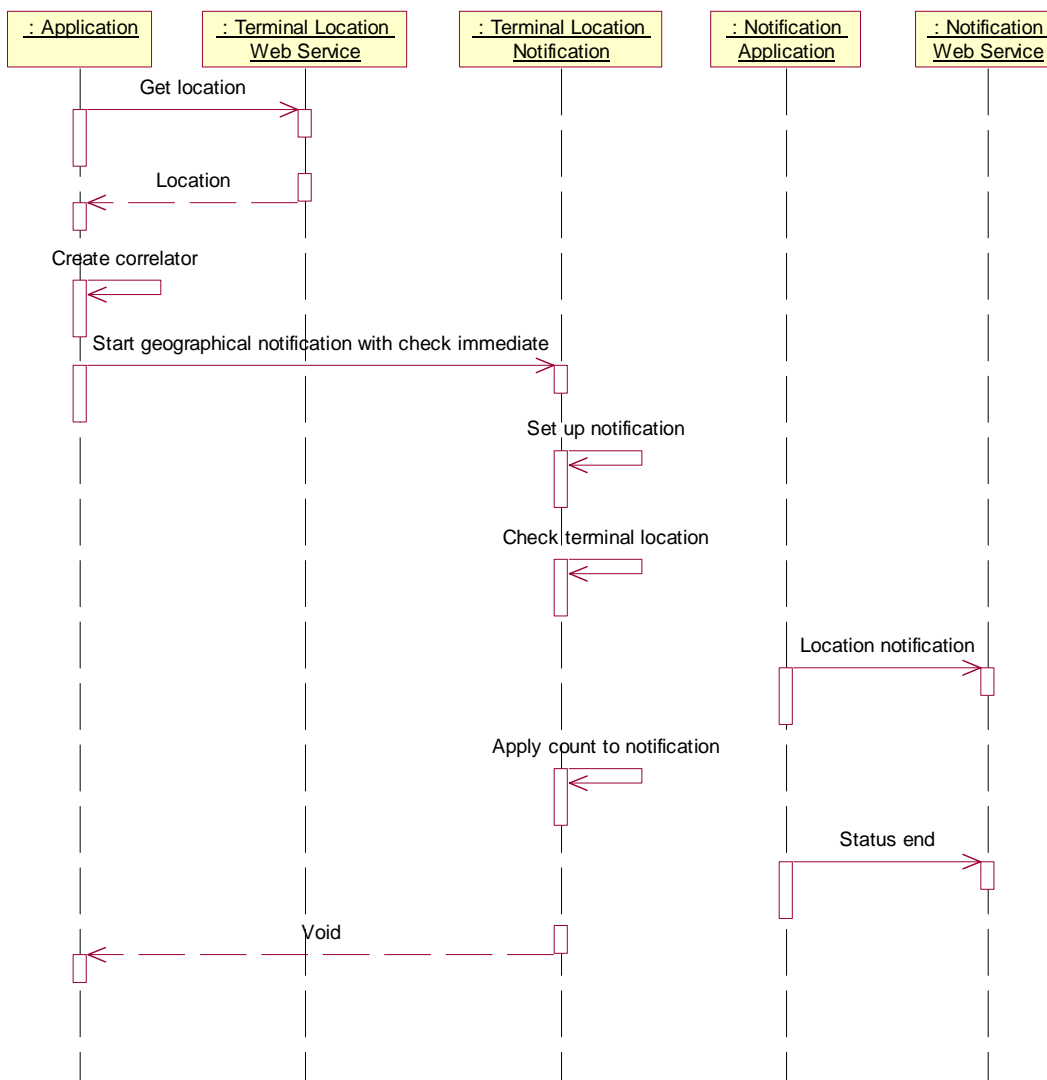 : Application
: Terminal Location
Web Service
: Terminal Location
Notification
: Notification
Application
: Notification
Web Service
Get location
Location
Create correlator
Start geographical notification with check immediate
Set up notification
Check terminal location
Location notification
Apply count to notification
Status end
Void